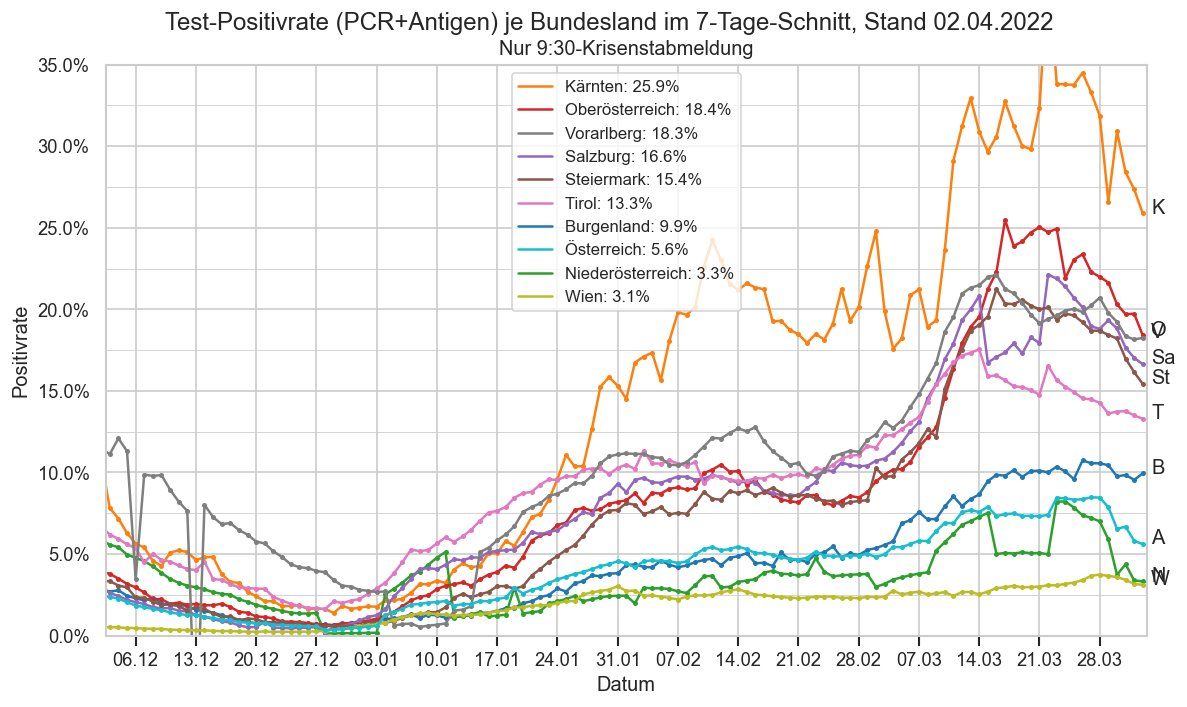 Test-Positivrate (PCR+Antigen) je Bundesland im 7-Tage-Schnitt, Stand 02.04.2022
Nur 9:30-Krisenstabmeldung
35.0%
30.0%
25.0%
20.0%
15.0%
10.0%
5.0%
0.0%
Positivrate
Kärnten: 25.9%
Oberösterreich: 18.4%
Vorarlberg: 18.3%
Salzburg: 16.6%
Steiermark: 15.4%
Tirol: 13.3%
Burgenland: 9.9%
Österreich: 5.6%
Niederösterreich: 3.3%
Wien: 3.1%
K
O
V
Sa
St
T
B
A
N
W
06.12 13.12 20.12 27.12 03.01 10.01 17.01 24.01 31.01 07.02 14.02 21.02 28.02 07.03 14.03 21.03 28.03
Datum